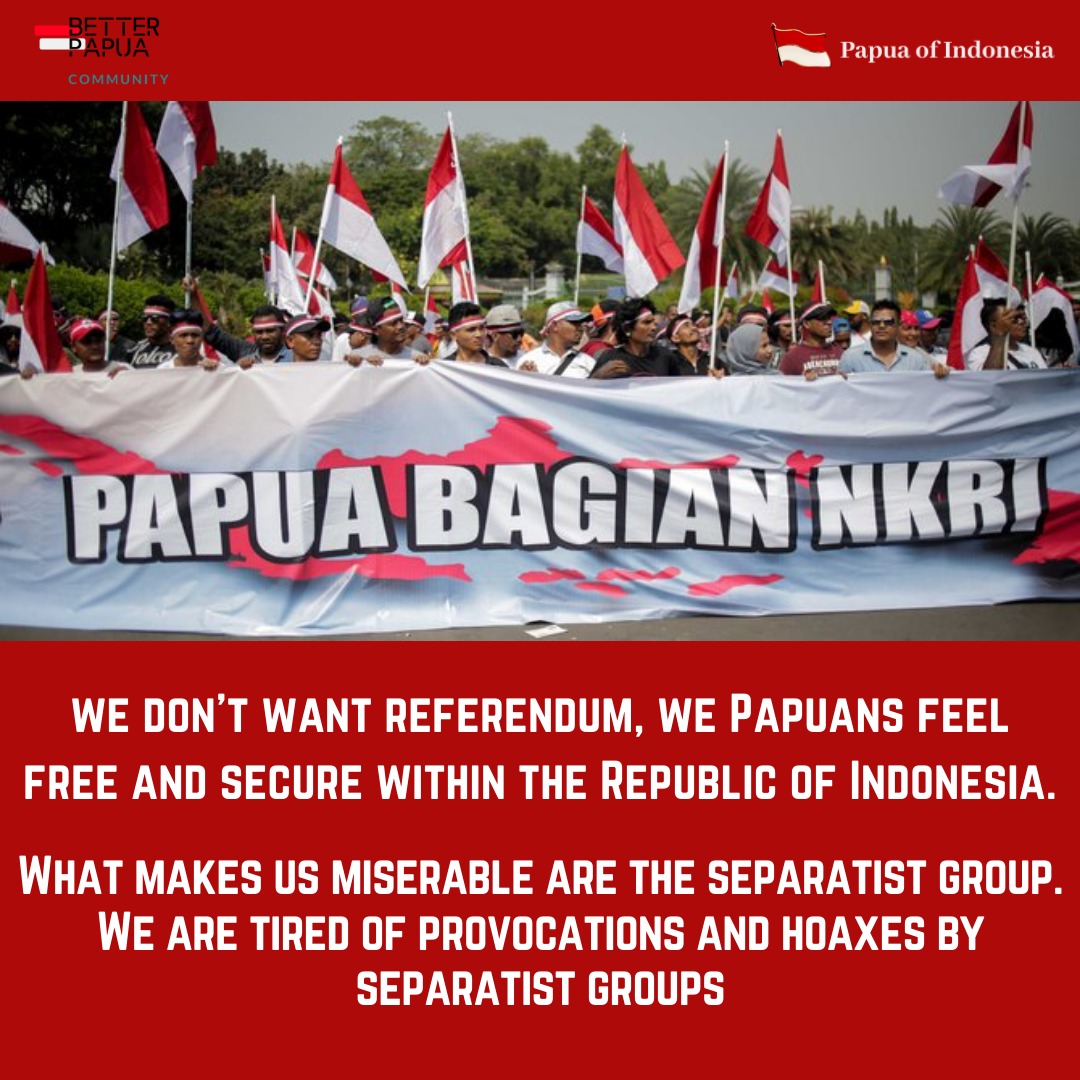 BETTER
PAPUA
COMMUNITY
Papua of Indonesia
PAPUA BAGIAN NKRI
we don't want referendum, we Papuans feel
free and secure within the Republic of Indonesia.
What makes us miserable are the separatist group.
We are tired of provocations and hoaxes by
separatist groups